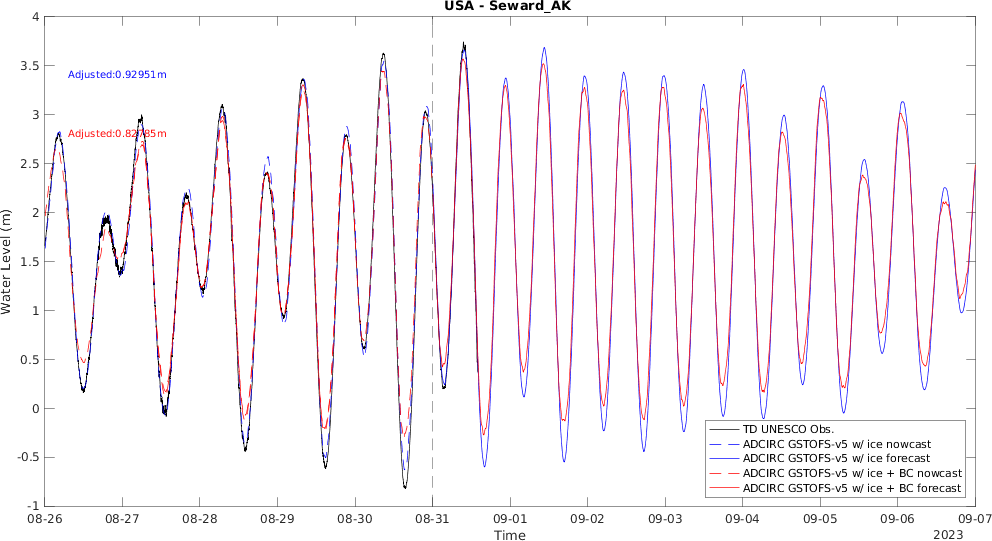 USA - Seward_AK
Water Level (m)
4
3.5
3
2.5
2
1.5
1
0.5
0
-0.5
-1
Adjusted:0.92951m
Adjusted:0.82785m
TD UNESCO Obs.
ADCIRC GSTOFS-v5 w/ ice nowcast
ADCIRC GSTOFS-v5 w/ ice forecast
ADCIRC GSTOFS-v5 w/ ice + BC nowcast
ADCIRC GSTOFS-v5 w/ ice + BC forecast
08-26 08-27 08-28 08-29 08-30 08-31 09-01 09-02 09-03 09-04 09-05 09-06 09-07
Time
2023